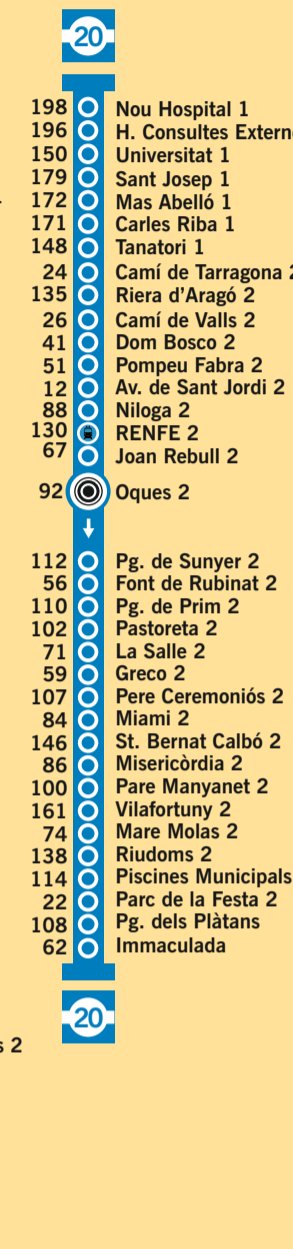 20
198 Nou Hospital 1
196 H. Consultes
150 Universitat 1
179 Sant Josep 1
172 Mas Abelló 1
171 Carles Riba 1
148 Tanatori 1
24 Camí de Tarragona 2
135 Riera d'Aragó 2
26 Camí de Valls 2
41 Dom Bosco 2
51 Pompeu Fabra 2
12 Av. de Sant Jordi 2
88 Niloga 2
130 RENFE 2
67 Joan Rebull 2
92 Oques 2
112 Pg. de Sunyer 2
56 Font de Rubinat 2
110 Pg. de Prim 2
102 Pastoreta 2
71 La Salle 2
59 Greco 2
107 Pere Ceremoniós 2
84 Miami 2
146 St. Bernat Calbó 2
86 Misericòrdia 2
100 Pare Manyanet 2
161 Vilafortuny 2
74 Mare Molas 2
138 Riudoms 2
114 Piscines Municipals
22 Parc de la Festa 2
108 Pg. dels Plàtans
62 Immaculada
20
s 2